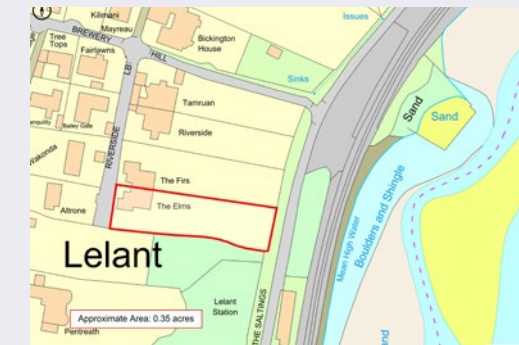 Kilimani
Mayreau
BREWERY
HILL
Tree
Tops
Fairlawns
Bickington
House
Issues
Sinks
LB
Tamruan
Riverside
RIVERSIDE
Bailey Gate
Wakonda
The Firs
The Elms
Altrone
Lelant
Approximate Area: 0.35 acres
Pentreath
Lelant
Station
THE SALTINGS
Sand
Sand
Mean High Water
Boulders and Shingle
and